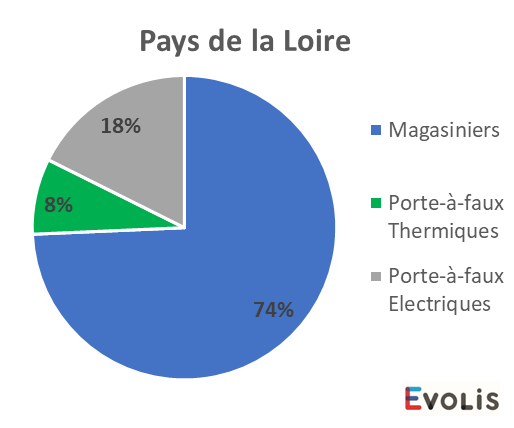 Pays de la Loire
18%
8%
74%
Magasiniers
Porte-à-faux
Thermiques
Porte-à-faux
Electriques
EVOLIS